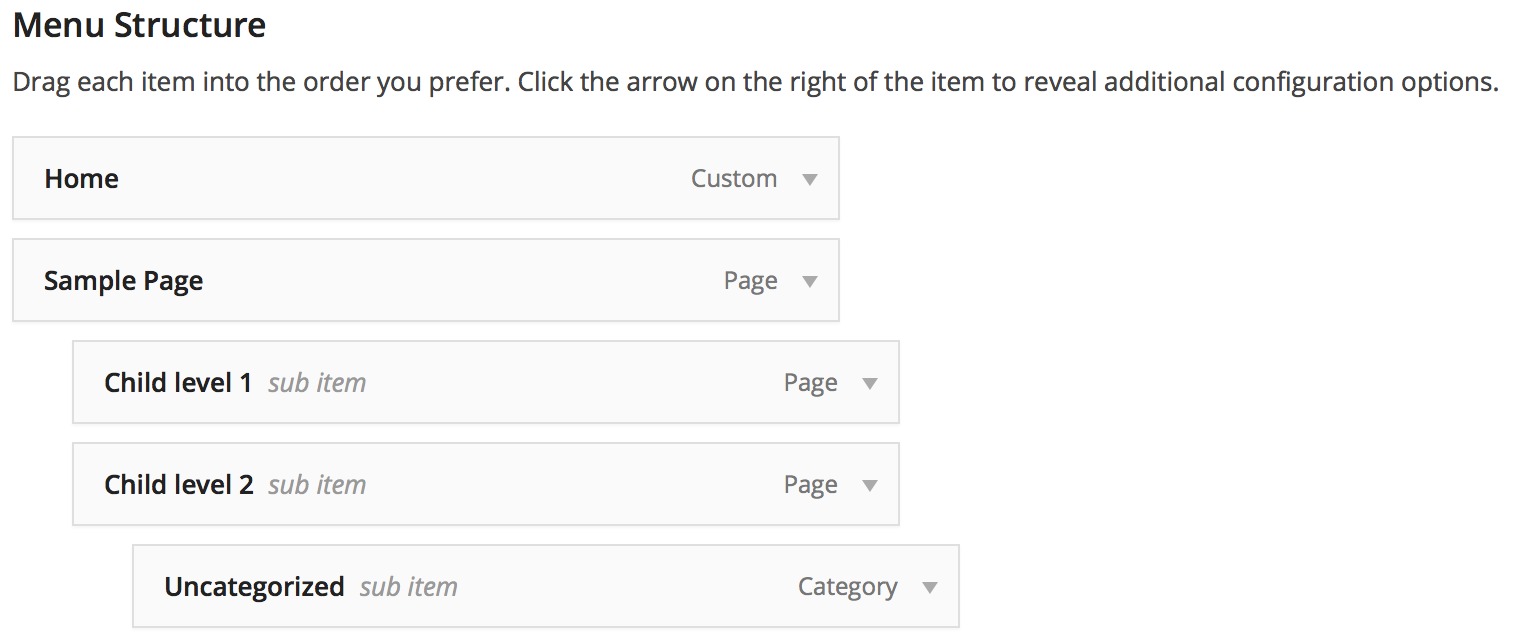 Menu Structure
Drag each item into the order you prefer. Click the arrow on the right of the item to reveal additional configuration options.
Home Custom
Sample Page Page
Child level 1 sub item Page
Child level 2 sub item Page
Uncategorized sub item Category